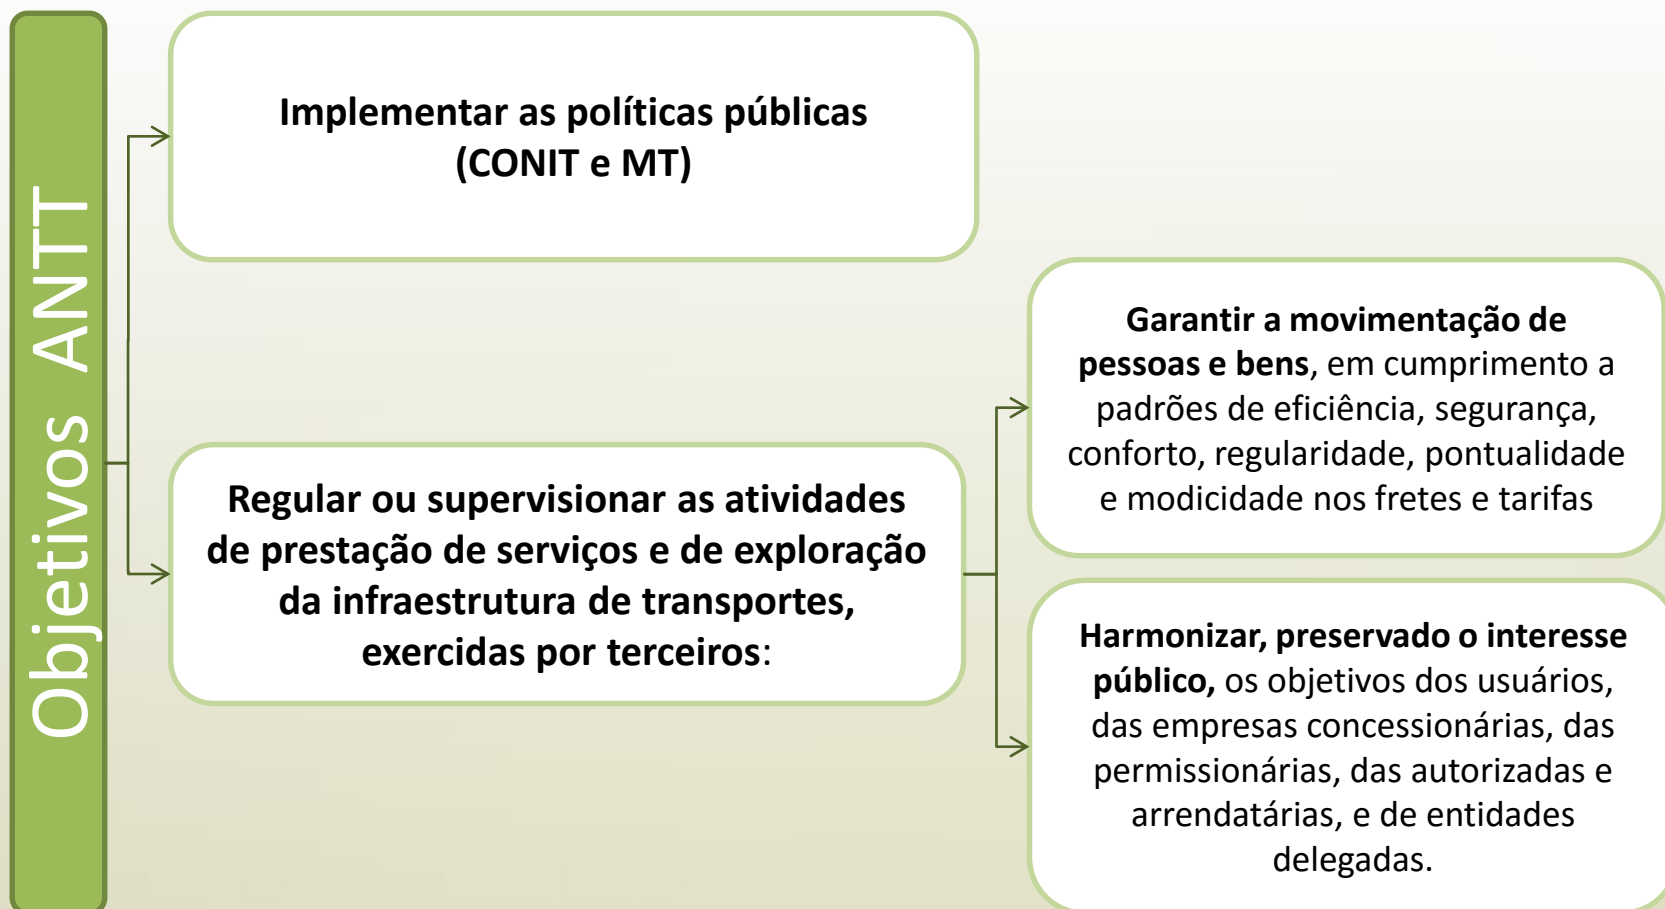 Objetivos ANTT
Implementar as políticas públicas
(CONIT e MT)
Regular ou supervisionar as atividades
de prestação de serviços e de exploração
da infraestrutura de transportes,
exercidas por terceiros:
Garantir a movimentação de
pessoas e bens, em cumprimento a
padrões de eficiência, segurança,
conforto, regularidade, pontualidade
e modicidade nos fretes e tarifas
Harmonizar, preservado o interesse
público, os objetivos dos usuários,
das empresas concessionárias, das
permissionárias, das autorizadas e
arrendatárias, e de entidades
delegadas.